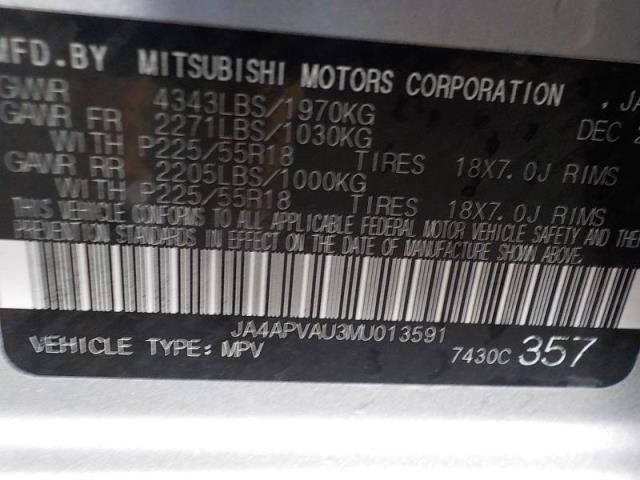 MFD.BY MITSUBISHI MOTORS CORPORATION , JA
GVWR 4343LBS/1970KG DEC 2
GAWR FR 2271LBS/1030KG
WITH P225/55R18 TIRES 18X7.0J RIMS
GAWR RR 2205LBS/1000KG
WITH P225/55R18 TIRES 18X7.0J RIMS
THIS VEHICLE CONFORMS TO ALL APPLICABLE FEDERAL MOTOR VEHICLE SAFETY AND THE
PREVENTION STANDARDS IN EFFECT ON THE DATE OF MANUFACTURE SHOWN ABOVE.
JA4APVAU3MU013591
VEHICLE TYPE: MPV 7430C 357